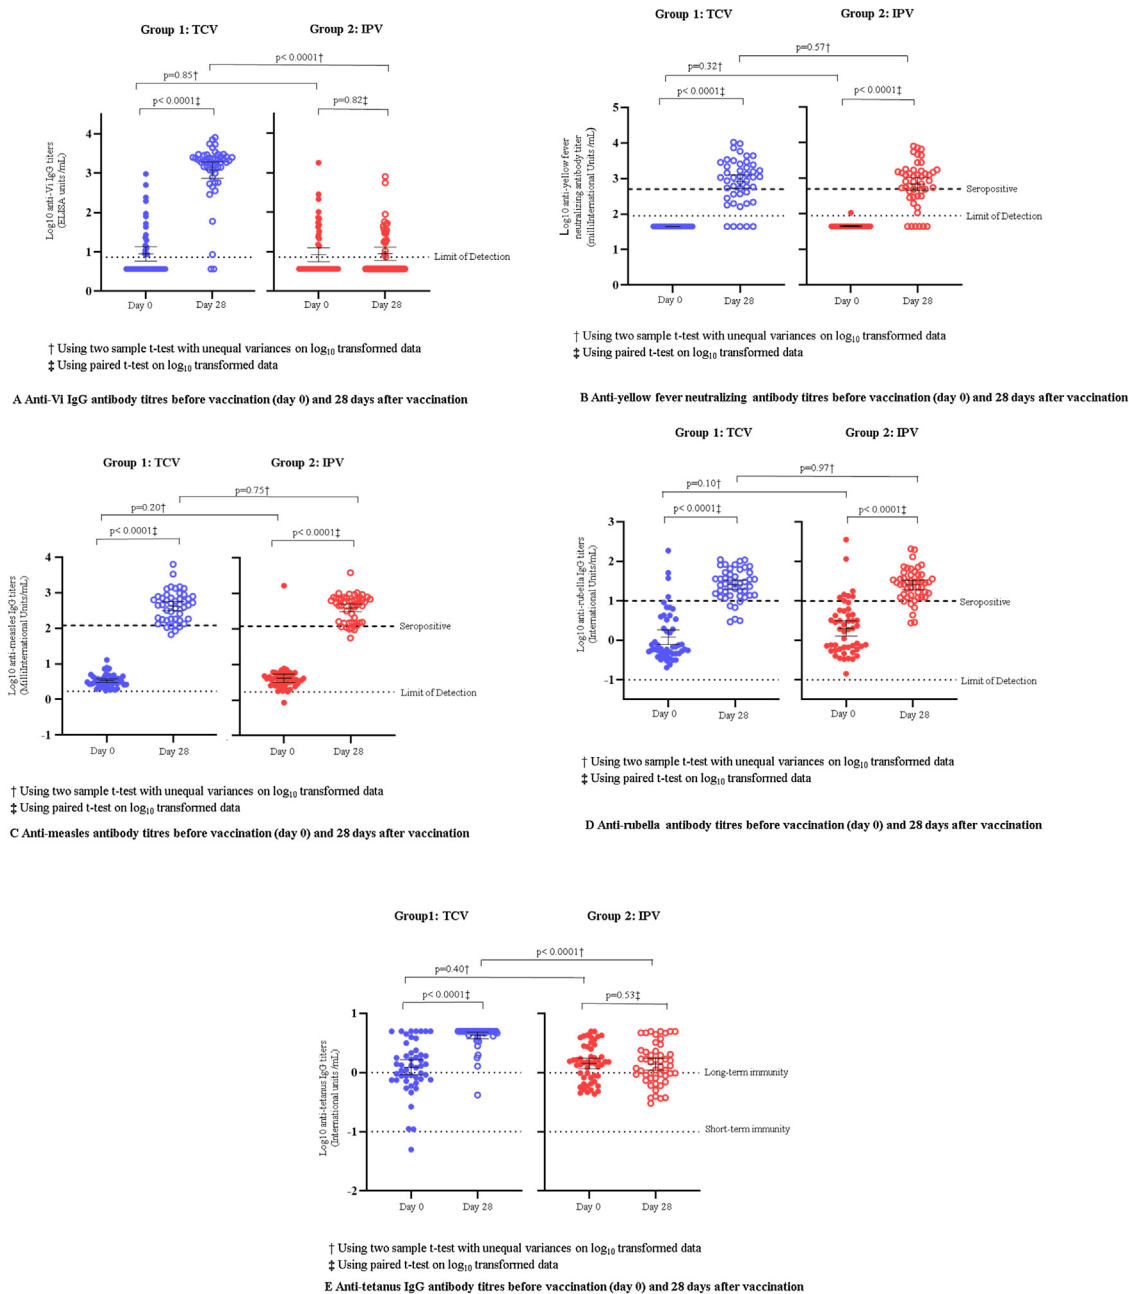 Group 1: TCV
Group 2: IPV
p< 0.0001†
p=0.85†
p< 0.0001‡
p=0.82‡
Log10 anti-Vi IgG titers
(ELISA units /mL)
4
3
2
1
0
Limit of Detection
Day 0
Day 28
Day 0
Day 28
† Using two sample t-test with unequal variances on log10 transformed data
‡ Using paired t-test on log10 transformed data
A Anti-Vi IgG antibody titres before vaccination (day 0) and 28 days after vaccination
Group 1: TCV
Group 2: IPV
p=0.57†
p=0.32†
p< 0.0001‡
p< 0.0001‡
Log10 anti-yellow fever
neutralizing antibody titer
(milliInternational Units /mL)
5
4
3
2
1
0
Seropositive
Limit of Detection
Day 0
Day 28
Day 0
Day 28
† Using two sample t-test with unequal variances on log10 transformed data
‡ Using paired t-test on log10 transformed data
B Anti-yellow fever neutralizing antibody titres before vaccination (day 0) and 28 days after vaccination
Group 1: TCV
Group 2: IPV
p=0.75†
p=0.20†
p< 0.0001‡
p< 0.0001‡
Log10 anti-measles IgG titers
(MilliInternational Units/mL)
4
3
2
1
0
-1
Seropositive
Limit of Detection
Day 0
Day 28
Day 0
Day 28
† Using two sample t-test with unequal variances on log10 transformed data
‡ Using paired t-test on log10 transformed data
C Anti-measles antibody titres before vaccination (day 0) and 28 days after vaccination
Group 1: TCV
Group 2: IPV
p=0.97†
p=0.10†
p< 0.0001‡
p< 0.0001‡
Log10 anti-rubella IgG titers
(International Units/mL)
3
2
1
0
-1
Seropositive
Limit of Detection
Day 0
Day 28
Day 0
Day 28
† Using two sample t-test with unequal variances on log10 transformed data
‡ Using paired t-test on log10 transformed data
D Anti-rubella antibody titres before vaccination (day 0) and 28 days after vaccination
Group1: TCV
Group 2: IPV
p< 0.0001†
p=0.40†
p< 0.0001‡
p=0.53‡
Log10 anti-tetanus IgG titers
(International units /mL)
1
0
-1
-2
Long-term immunity
Short-term immunity
Day 0
Day 28
Day 0
Day 28
† Using two sample t-test with unequal variances on log10 transformed data
‡ Using paired t-test on log10 transformed data
E Anti-tetanus IgG antibody titres before vaccination (day 0) and 28 days after vaccination